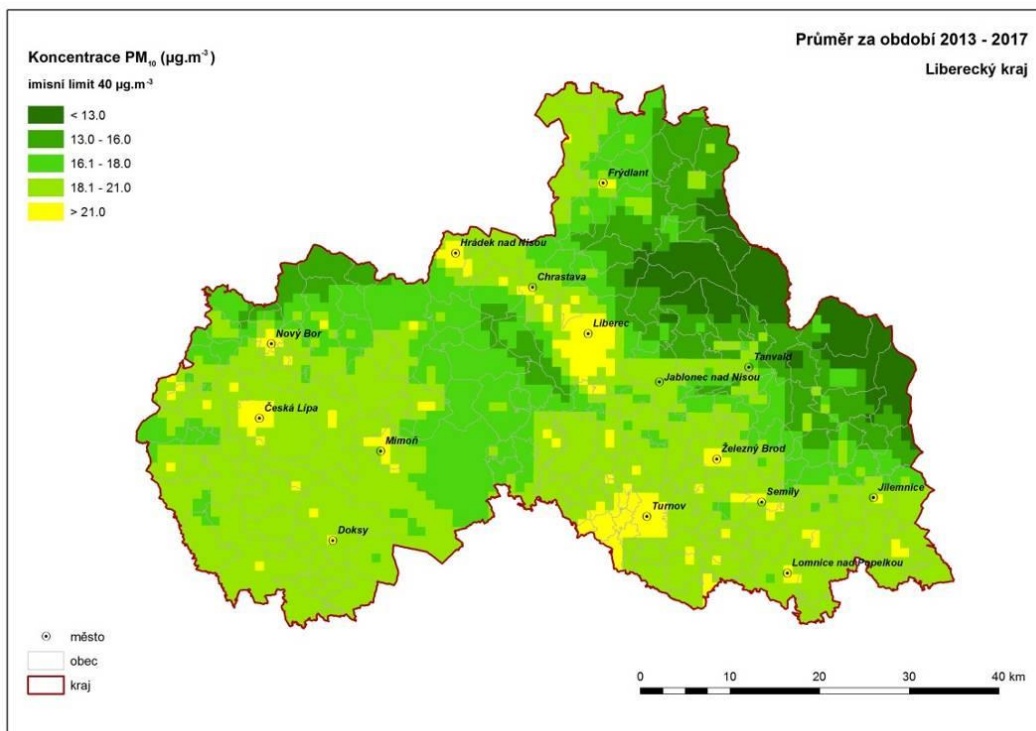 Koncentrace PM₁₀ (µg.m⁻³)
imisní limit 40 µg.m⁻³
< 13.0
13.0 - 16.0
16.1 - 18.0
18.1 - 21.0
> 21.0
Průměr za období 2013 - 2017
Liberecký kraj
Frýdlant
Hrádek nad Nisou
Chrastava
Liberec
Nový Bor
Tanvald
Jablonec nad Nisou
Česká Lípa
Mimoň
Železný Brod
Semily
Jilemnice
Turnov
Doksy
Lomnice nad Popelkou
město
obec
kraj
0 10 20 30 40 km